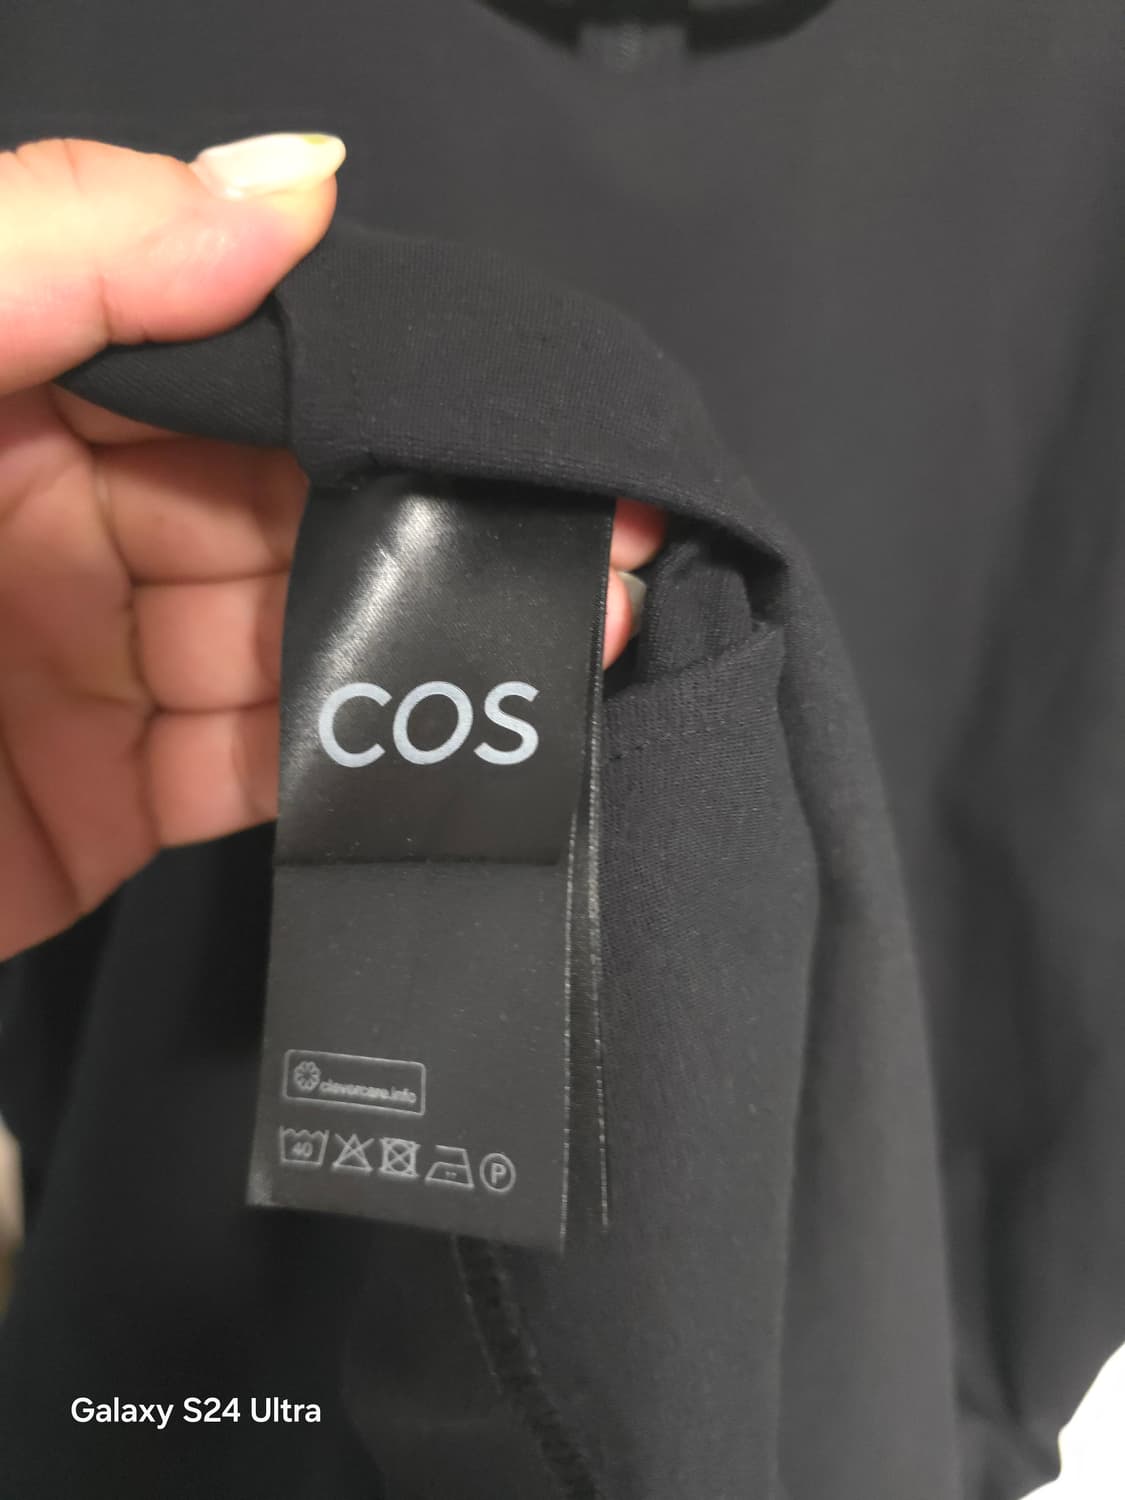 COS
clevercare.info
40
P
Galaxy S24 Ultra